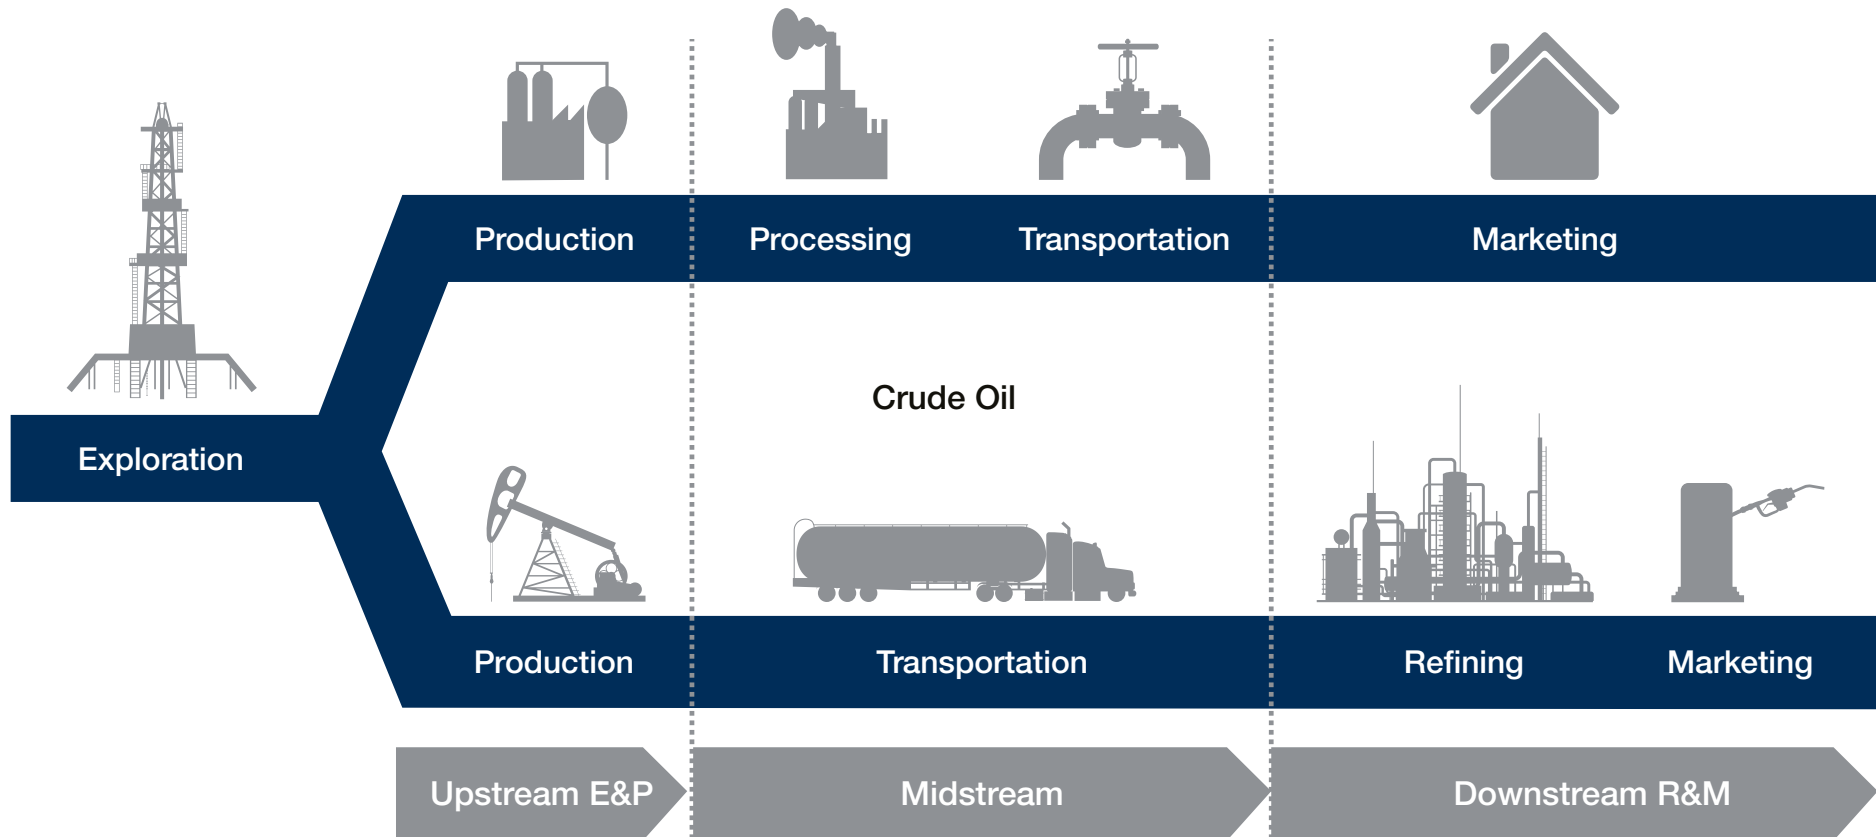 Production
Processing
Transportation
Marketing
Crude Oil
Exploration
Production
Transportation
Refining
Marketing
Upstream E&P
Midstream
Downstream R&M